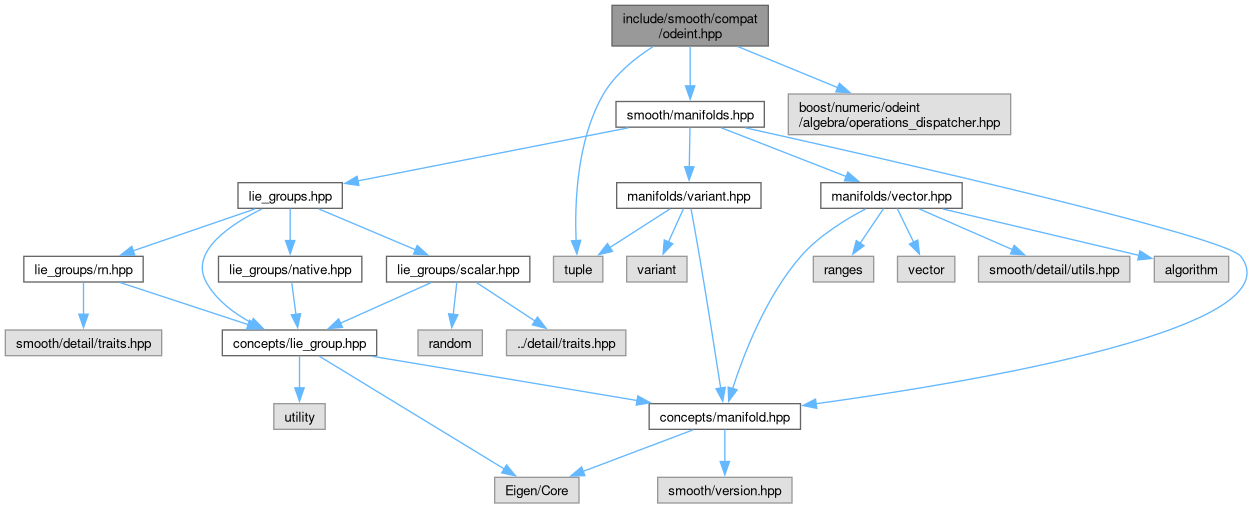 include/smooth/compat
/odeint.hpp
smooth/manifolds.hpp
boost/numeric/odeint
/algebra/operations_dispatcher.hpp
lie_groups.hpp
manifolds/variant.hpp
manifolds/vector.hpp
lie_groups/rn.hpp
lie_groups/native.hpp
lie_groups/scalar.hpp
tuple
variant
ranges
vector
smooth/detail/utils.hpp
algorithm
smooth/detail/traits.hpp
concepts/lie_group.hpp
random
../detail/traits.hpp
utility
concepts/manifold.hpp
Eigen/Core
smooth/version.hpp